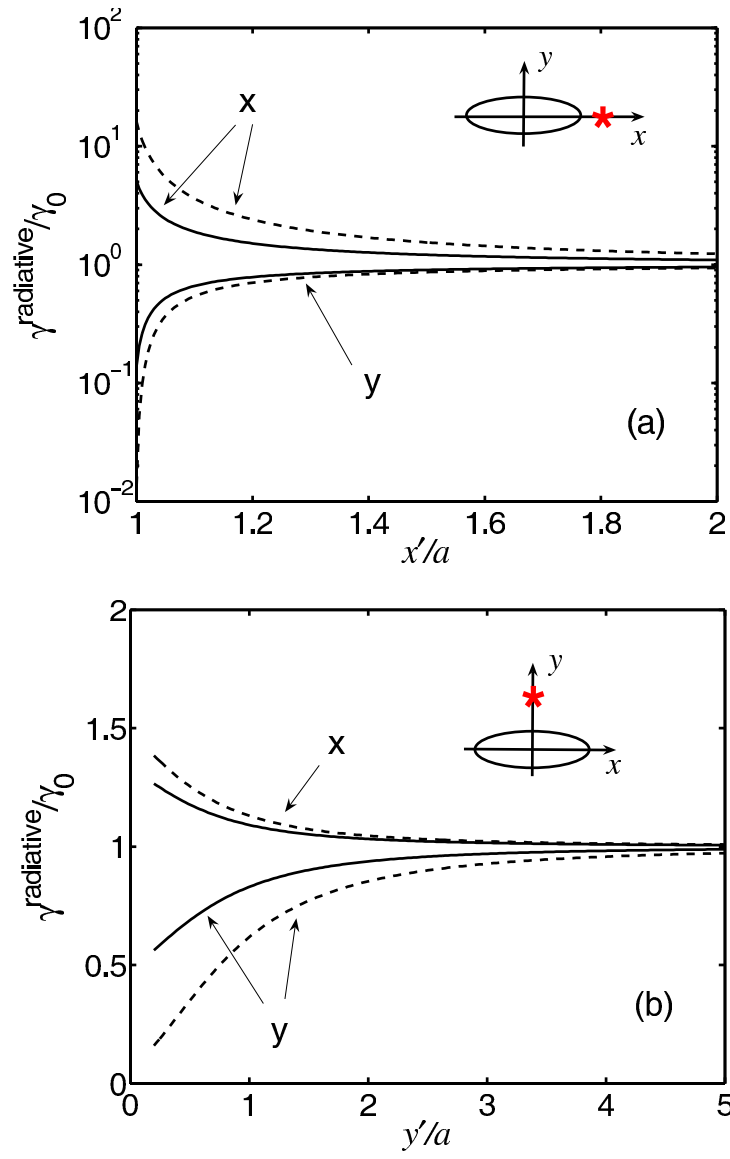 10^2
y
x
x
10^1
γ^radiative/γ_0
10^0
y
10^-1
(a)
10^-2
1 1.2 1.4 1.6 1.8 2
x′/a
2
y
1.5
x
x
γ^radiative/γ_0
1
0.5
y
(b)
0
0 1 2 3 4 5
y′/a